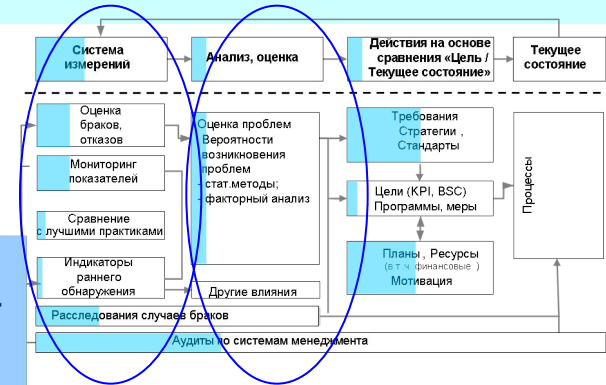 Система
измерений
Анализ, оценка
Действия на основе
сравнения «Цель /
Текущее состояние»
Текущее
состояние
Оценка
браков,
отказов
Мониторинг
показателей
Сравнение
с лучшими практиками
Индикаторы
раннего
обнаружения
Оценка проблем
Вероятности
возникновения
проблем
- стат.методы;
- факторный анализ
Другие влияния
Требования
Стратегии ,
Стандарты
Цели (KPI, BSC)
Программы, меры
Планы , Ресурсы
(в т.ч. финансовые )
Мотивация
Процессы
Расследования случаев браков
Аудиты по системам менеджмента